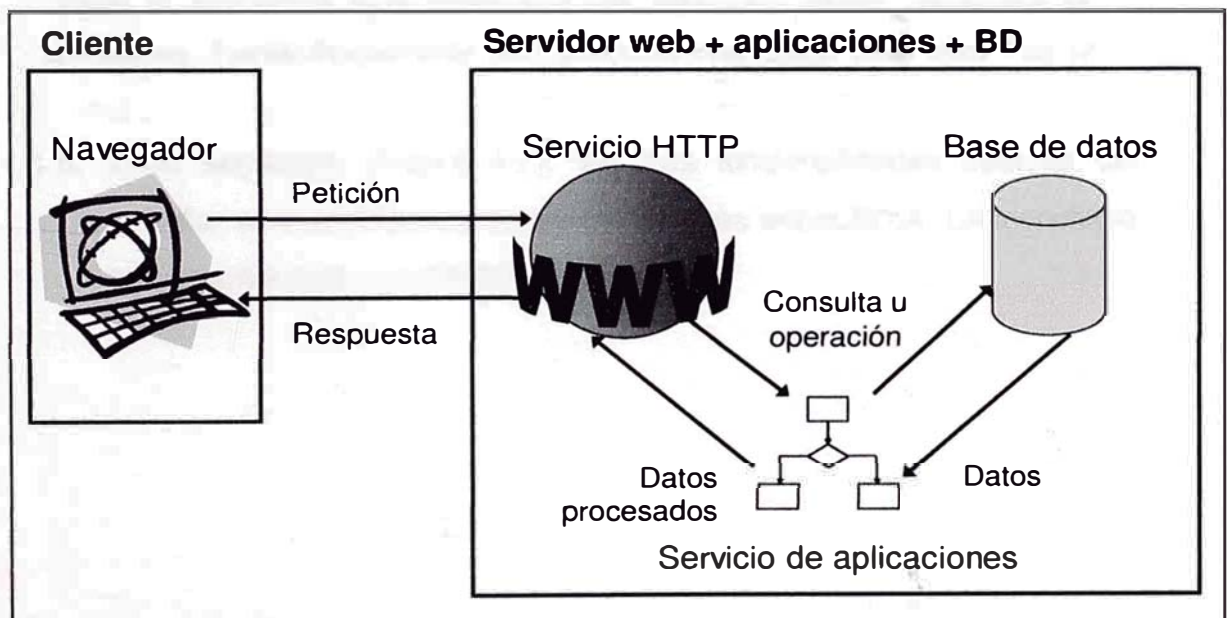 Cliente
Servidor web + aplicaciones + BD
Navegador
Servicio HTTP
Base de datos
Petición
WWW
Respuesta
Consulta u
operación
Datos
procesados
Datos
Servicio de aplicaciones